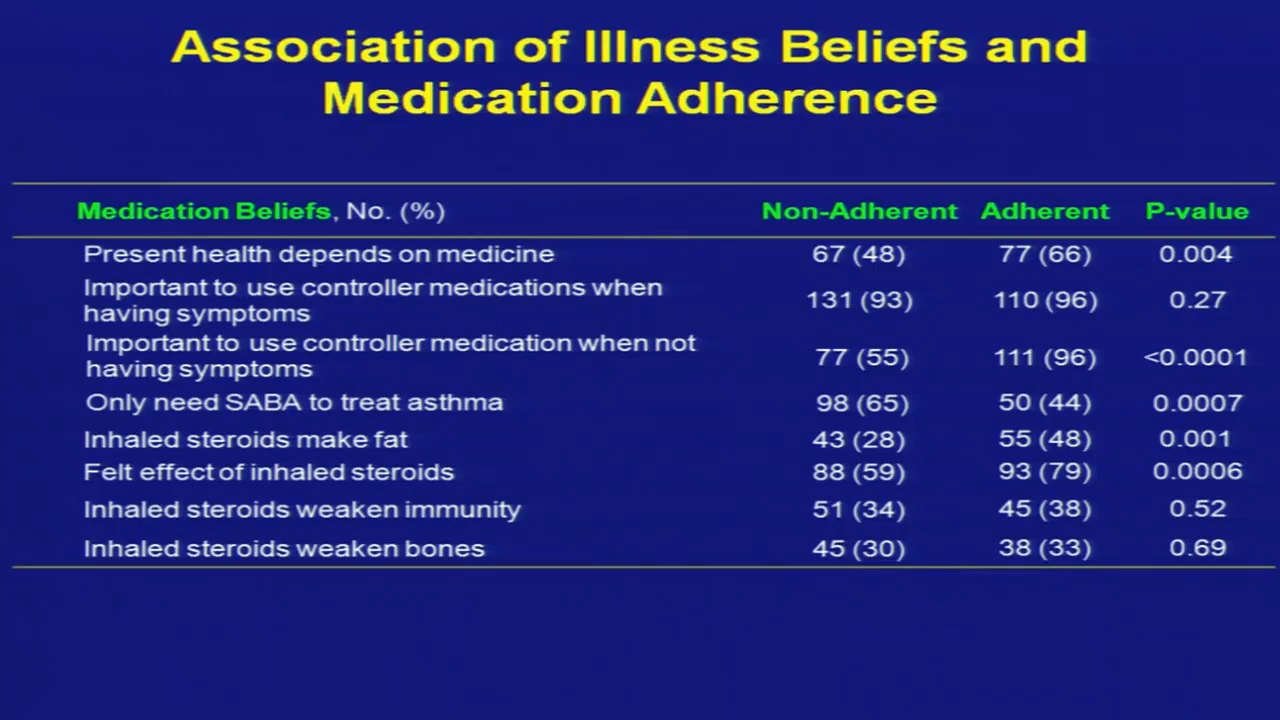 Association of Illness Beliefs and
Medication Adherence
Medication Beliefs, No. (%) Non-Adherent Adherent P-value
Present health depends on medicine 67 (48) 77 (66) 0.004
Important to use controller medications when
having symptoms 131 (93) 110 (96) 0.27
Important to use controller medication when not
having symptoms 77 (55) 111 (96) <0.0001
Only need SABA to treat asthma 98 (65) 50 (44) 0.0007
Inhaled steroids make fat 43 (28) 55 (48) 0.001
Felt effect of inhaled steroids 88 (59) 93 (79) 0.0006
Inhaled steroids weaken immunity 51 (34) 45 (38) 0.52
Inhaled steroids weaken bones 45 (30) 38 (33) 0.69